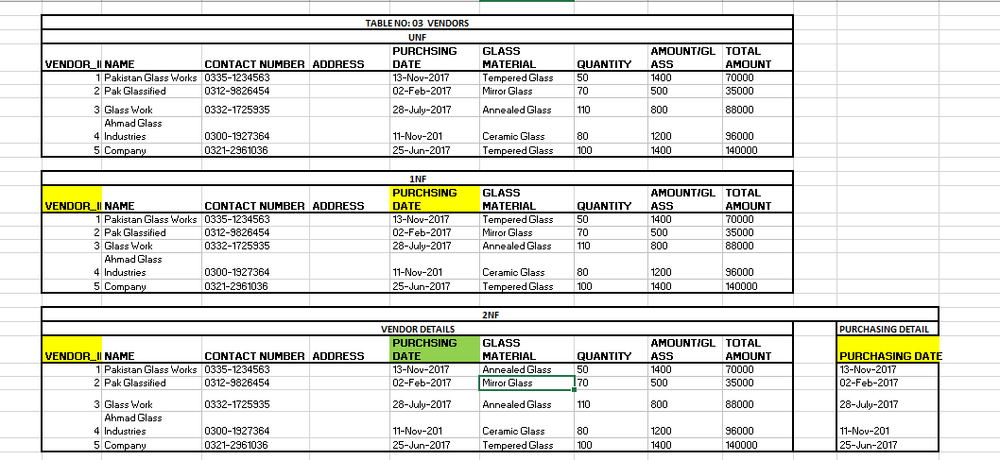 TABLE NO: 03 VENDORS
UNF
VENDOR_I NAME CONTACT NUMBER ADDRESS PURCHSING DATE GLASS MATERIAL QUANTITY AMOUNT/GL ASS TOTAL AMOUNT
1 Pakistan Glass Works 0335-1234563 13-Nov-2017 Tempered Glass 50 1400 70000
2 Pak Glassified 0312-9826454 02-Feb-2017 Mirror Glass 70 500 35000
3 Glass Work 0332-1725935 28-July-2017 Annealed Glass 110 800 88000
4 Ahmad Glass Industries 0300-1927364 11-Nov-201 Ceramic Glass 80 1200 96000
5 Company 0321-2961036 25-Jun-2017 Tempered Glass 100 1400 140000
1NF
VENDOR_I NAME CONTACT NUMBER ADDRESS PURCHSING DATE GLASS MATERIAL QUANTITY AMOUNT/GL ASS TOTAL AMOUNT
1 Pakistan Glass Works 0335-1234563 13-Nov-2017 Tempered Glass 50 1400 70000
2 Pak Glassified 0312-9826454 02-Feb-2017 Mirror Glass 70 500 35000
3 Glass Work 0332-1725935 28-July-2017 Annealed Glass 110 800 88000
4 Ahmad Glass Industries 0300-1927364 11-Nov-201 Ceramic Glass 80 1200 96000
5 Company 0321-2961036 25-Jun-2017 Tempered Glass 100 1400 140000
2NF
VENDOR DETAILS PURCHASING DETAIL
VENDOR_I NAME CONTACT NUMBER ADDRESS PURCHSING DATE GLASS MATERIAL QUANTITY AMOUNT/GL ASS TOTAL AMOUNT PURCHASING DATE
1 Pakistan Glass Works 0335-1234563 13-Nov-2017 Annealed Glass 50 1400 70000 13-Nov-2017
2 Pak Glassified 0312-9826454 02-Feb-2017 Mirror Glass 70 500 35000 02-Feb-2017
3 Glass Work 0332-1725935 28-July-2017 Annealed Glass 110 800 88000 28-July-2017
4 Ahmad Glass Industries 0300-1927364 11-Nov-201 Ceramic Glass 80 1200 96000 11-Nov-201
5 Company 0321-2961036 25-Jun-2017 Tempered Glass 100 1400 140000 25-Jun-2017